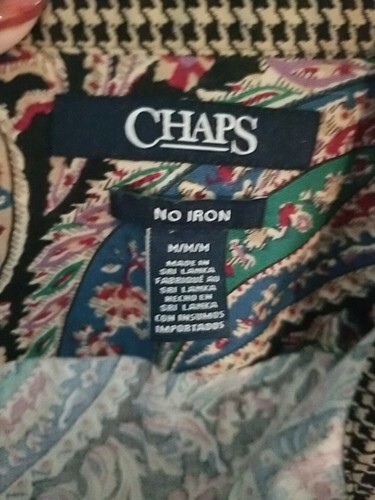 CHAPS
NO IRON
M/M/M
MADE IN
SRI LANKA
FABRIQUÉ AU
SRI LANKA
HECHO EN
SRI LANKA
CON INSUMOS
IMPORTADOS